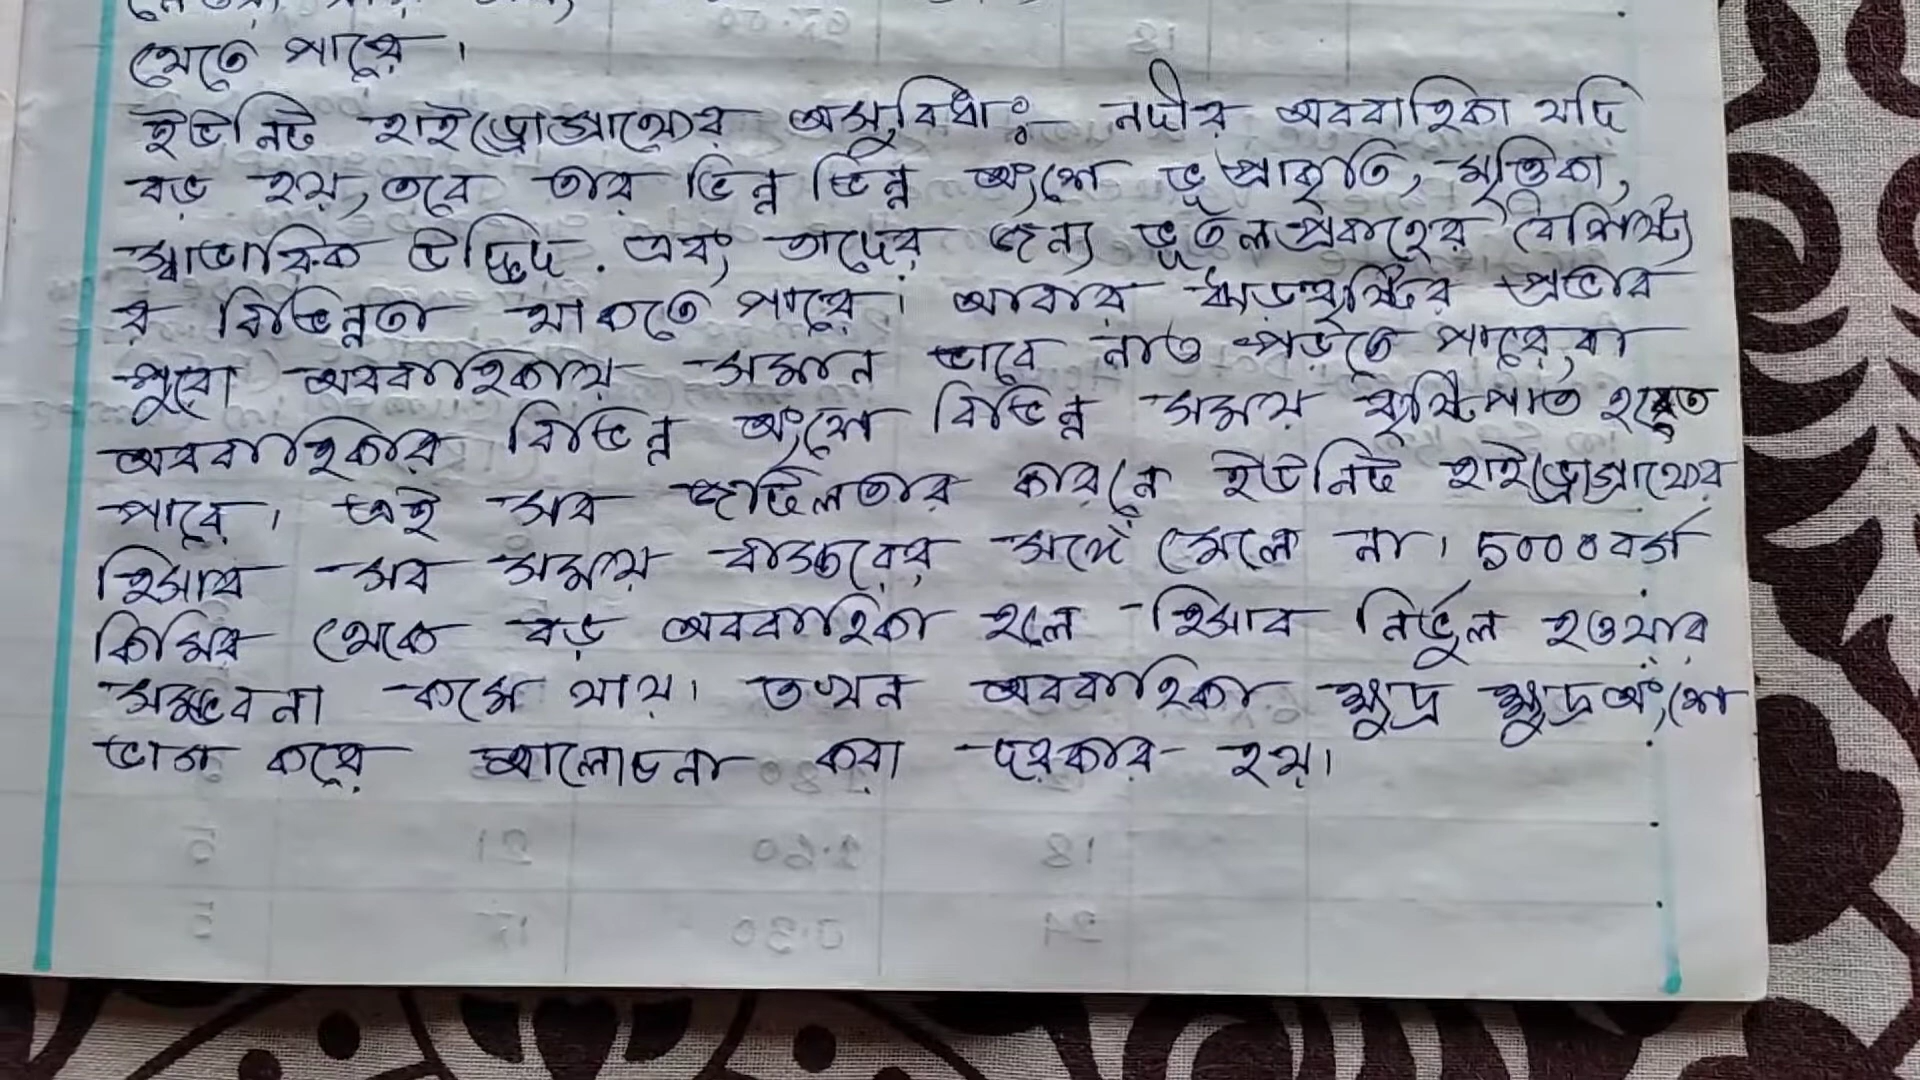 যেতে পারে।
ইউনিট হাইড্রোগ্রাফের অসুবিধা ঃ- নদীর অববাহিকা যদি
বড় হয়, তবে তার ভিন্ন ভিন্ন অংশে ভূপ্রাকৃতি, মৃত্তিকা,
স্বাভাবিক উদ্ভিদ. এবং তাদের জন্য ভূতলপ্রবাহের বৈশিষ্ট্য
র বিভিন্নতা থাকতে পারে। আবার ঝড়বৃষ্টির প্রভাব
পুরো অববাহিকায় সমান ভাবে নাও পড়তে পারে, বা
অববাহিকার বিভিন্ন অংশে বিভিন্ন সময় বৃষ্টিপাত হতে
পারে। এই সব জটিলতার কারনে ইউনিট হাইড্রোগ্রাফের
হিসাব সব সময় বাস্তবের সঙ্গে মেলে না। 5000 বর্গ
কিমির থেকে বড় অববাহিকা হলে হিসাব নির্ভুল হওয়ার
সম্ভবনা কমে যায়। তখন অববাহিকা ক্ষুদ্র ক্ষুদ্র অংশে
ভাগ করে আলোচনা করা দরকার হয়।